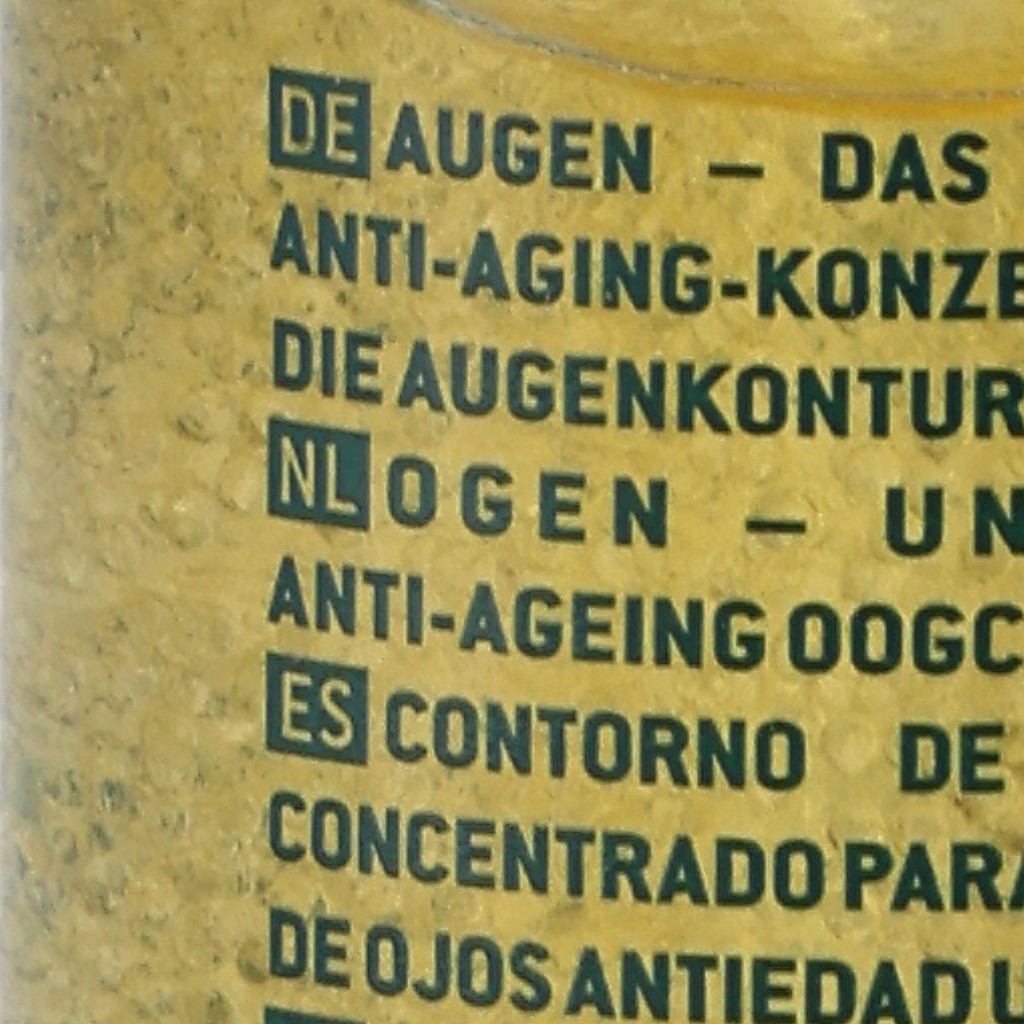 DE AUGEN – DAS
ANTI-AGING-KONZE
DIE AUGENKONTUR
NL OGEN – UN
ANTI-AGEING OOGC
ES CONTORNO DE
CONCENTRADO PARA
DE OJOS ANTIEDAD U